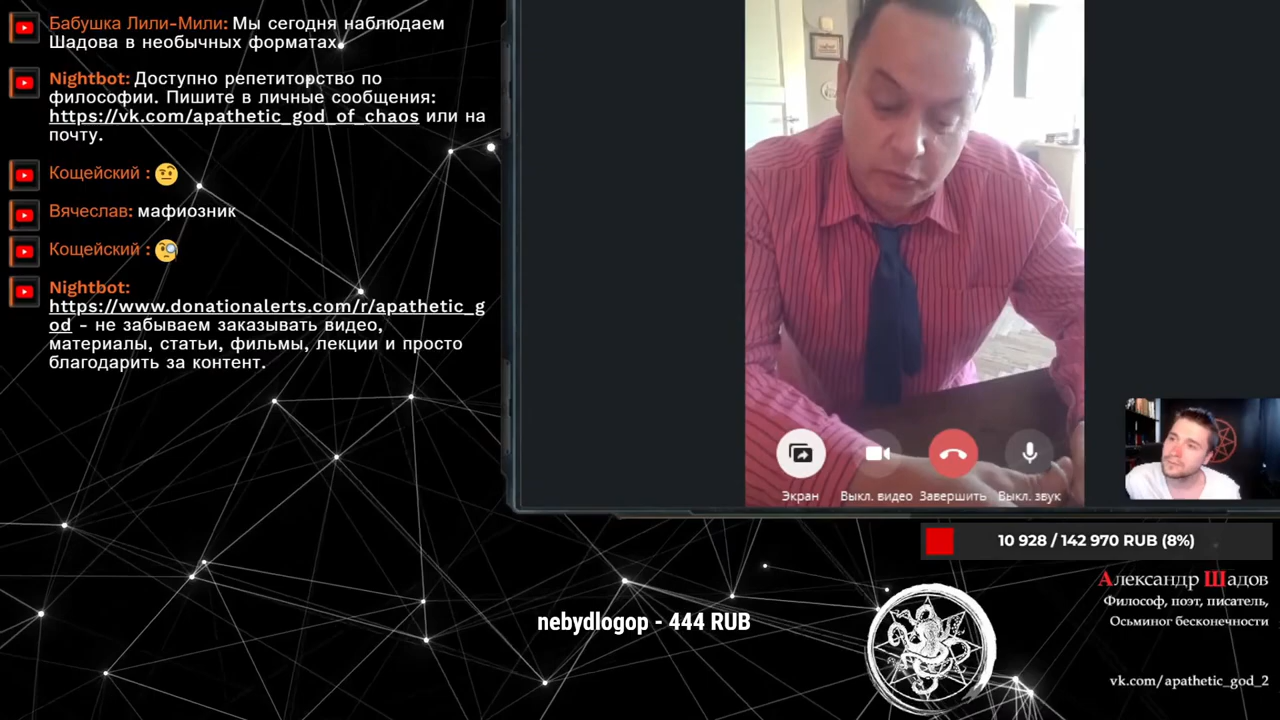 Бабушка Лили-Мили: Мы сегодня наблюдаем
Шадова в необычных форматах.
Nightbot: Доступно репетиторство по
философии. Пишите в личные сообщения:
https://vk.com/apathetic_god_of_chaos или на
почту.
Кощейский :
Вячеслав: мафиозник
Кощейский :
Nightbot:
https://www.donationalerts.com/r/apathetic_g
od - не забываем заказывать видео,
материалы, статьи, фильмы, лекции и просто
благодарить за контент.
Экран
Выкл. видео
Завершить
Выкл. звук
10 928 / 142 970 RUB (8%)
Александр Шадов
Философ, поэт, писатель,
Осьминог бесконечности
vk.com/apathetic_god_2
nebydlogop - 444 RUB